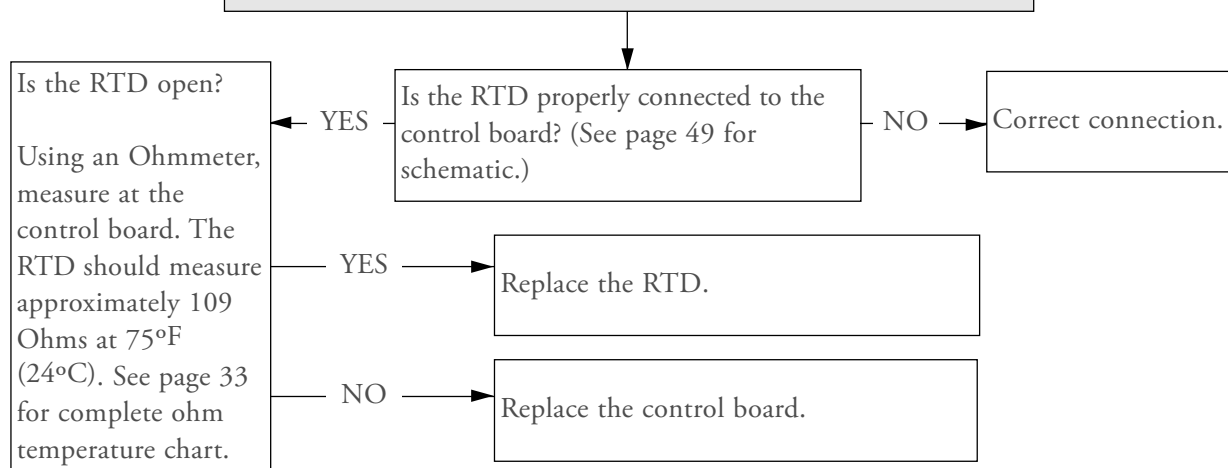 Is the RTD properly connected to the
control board? (See page 49 for
schematic.)
NO
Correct connection.
YES
Is the RTD open?
Using an Ohmmeter,
measure at the
control board. The
RTD should measure
approximately 109
Ohms at 75ºF
(24ºC). See page 33
for complete ohm
temperature chart.
YES
Replace the RTD.
NO
Replace the control board.